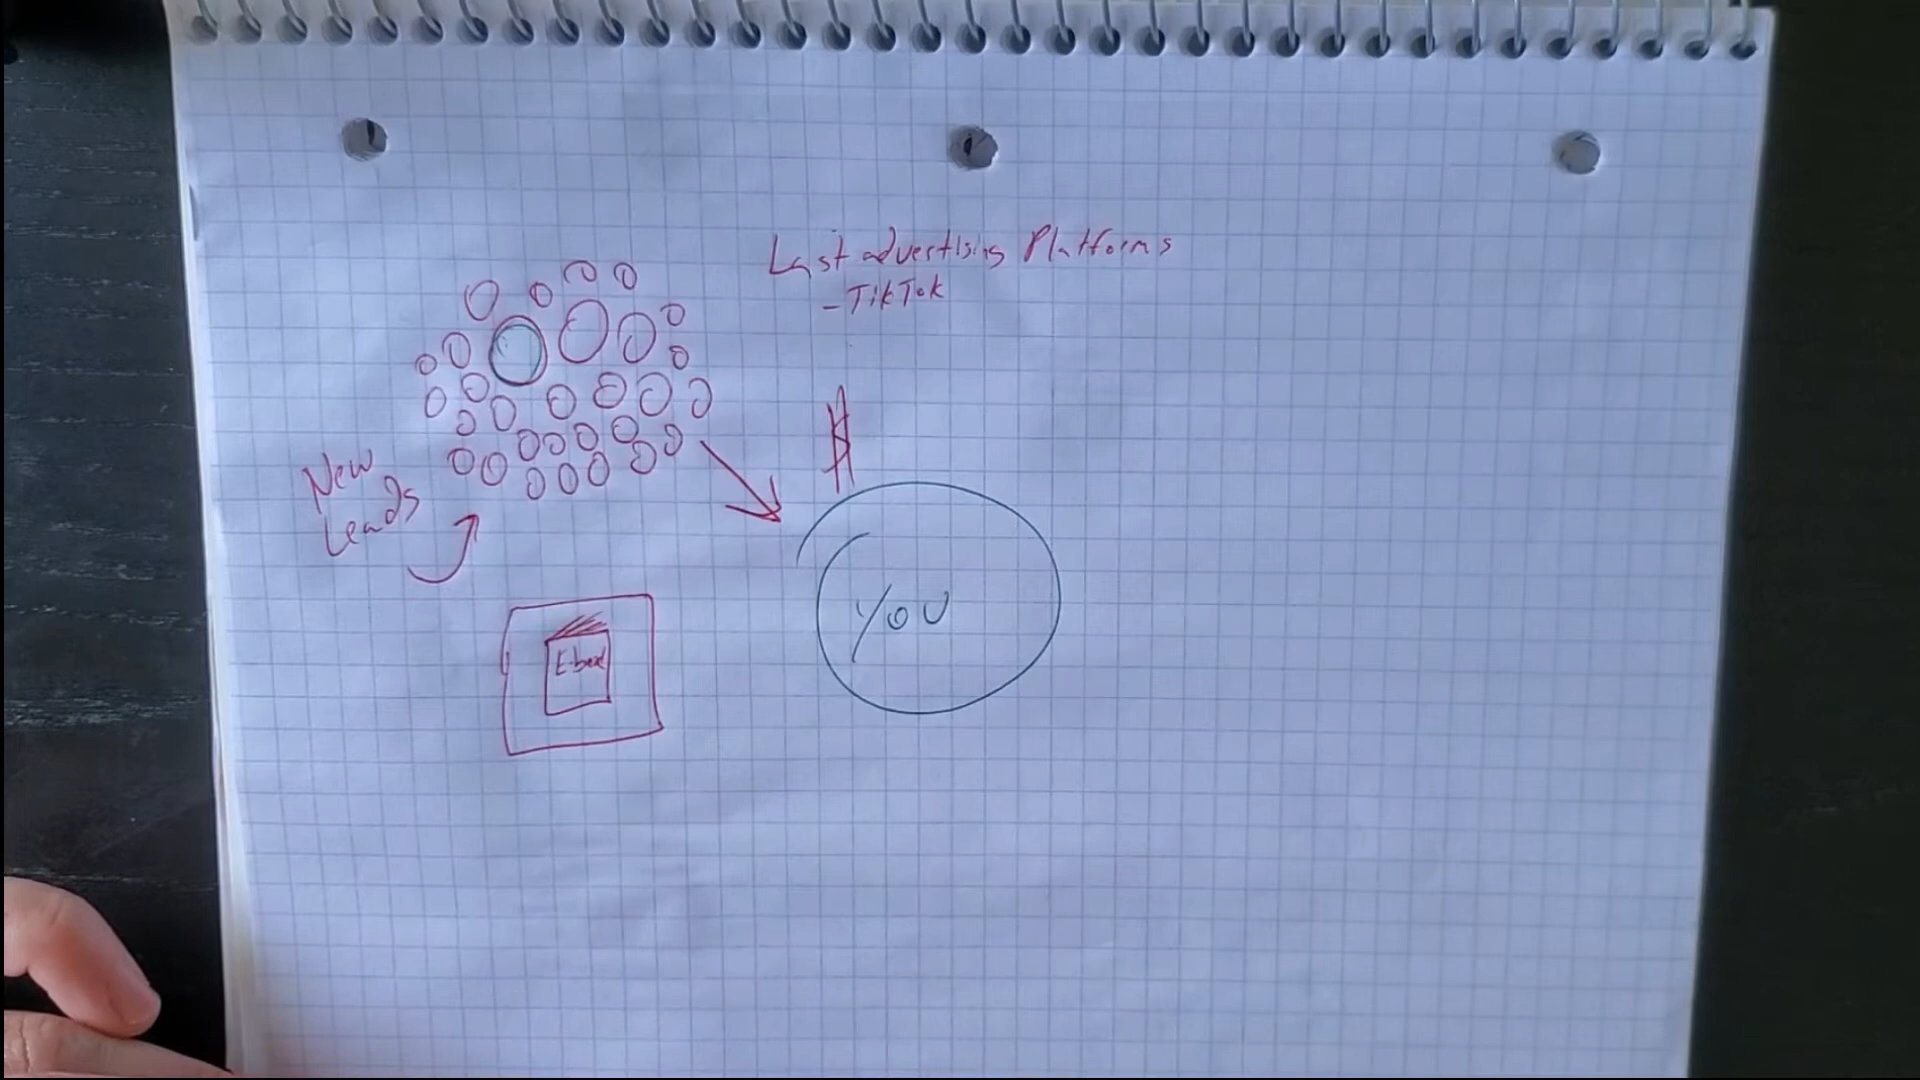 Last advertising Platforms
- TikTok
$
New
Leads
YOU
E-book